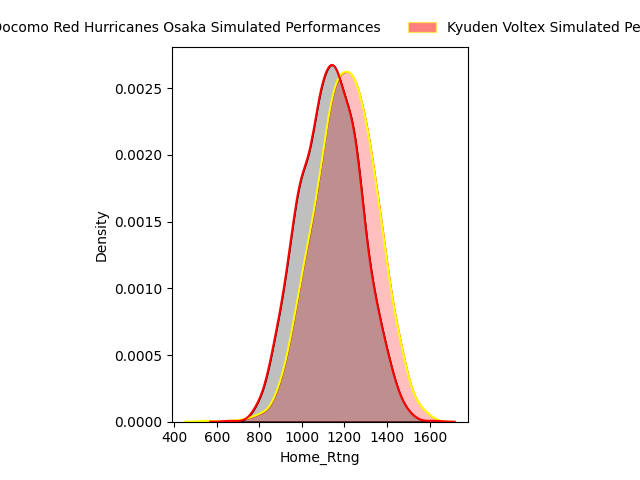 Docomo Red Hurricanes Osaka Simulated Performances
Kyuden Voltex Simulated Pe
0.0025
0.0020
0.0015
0.0010
0.0005
0.0000
Density
400 600 800 1000 1200 1400 1600
Home_Rtng